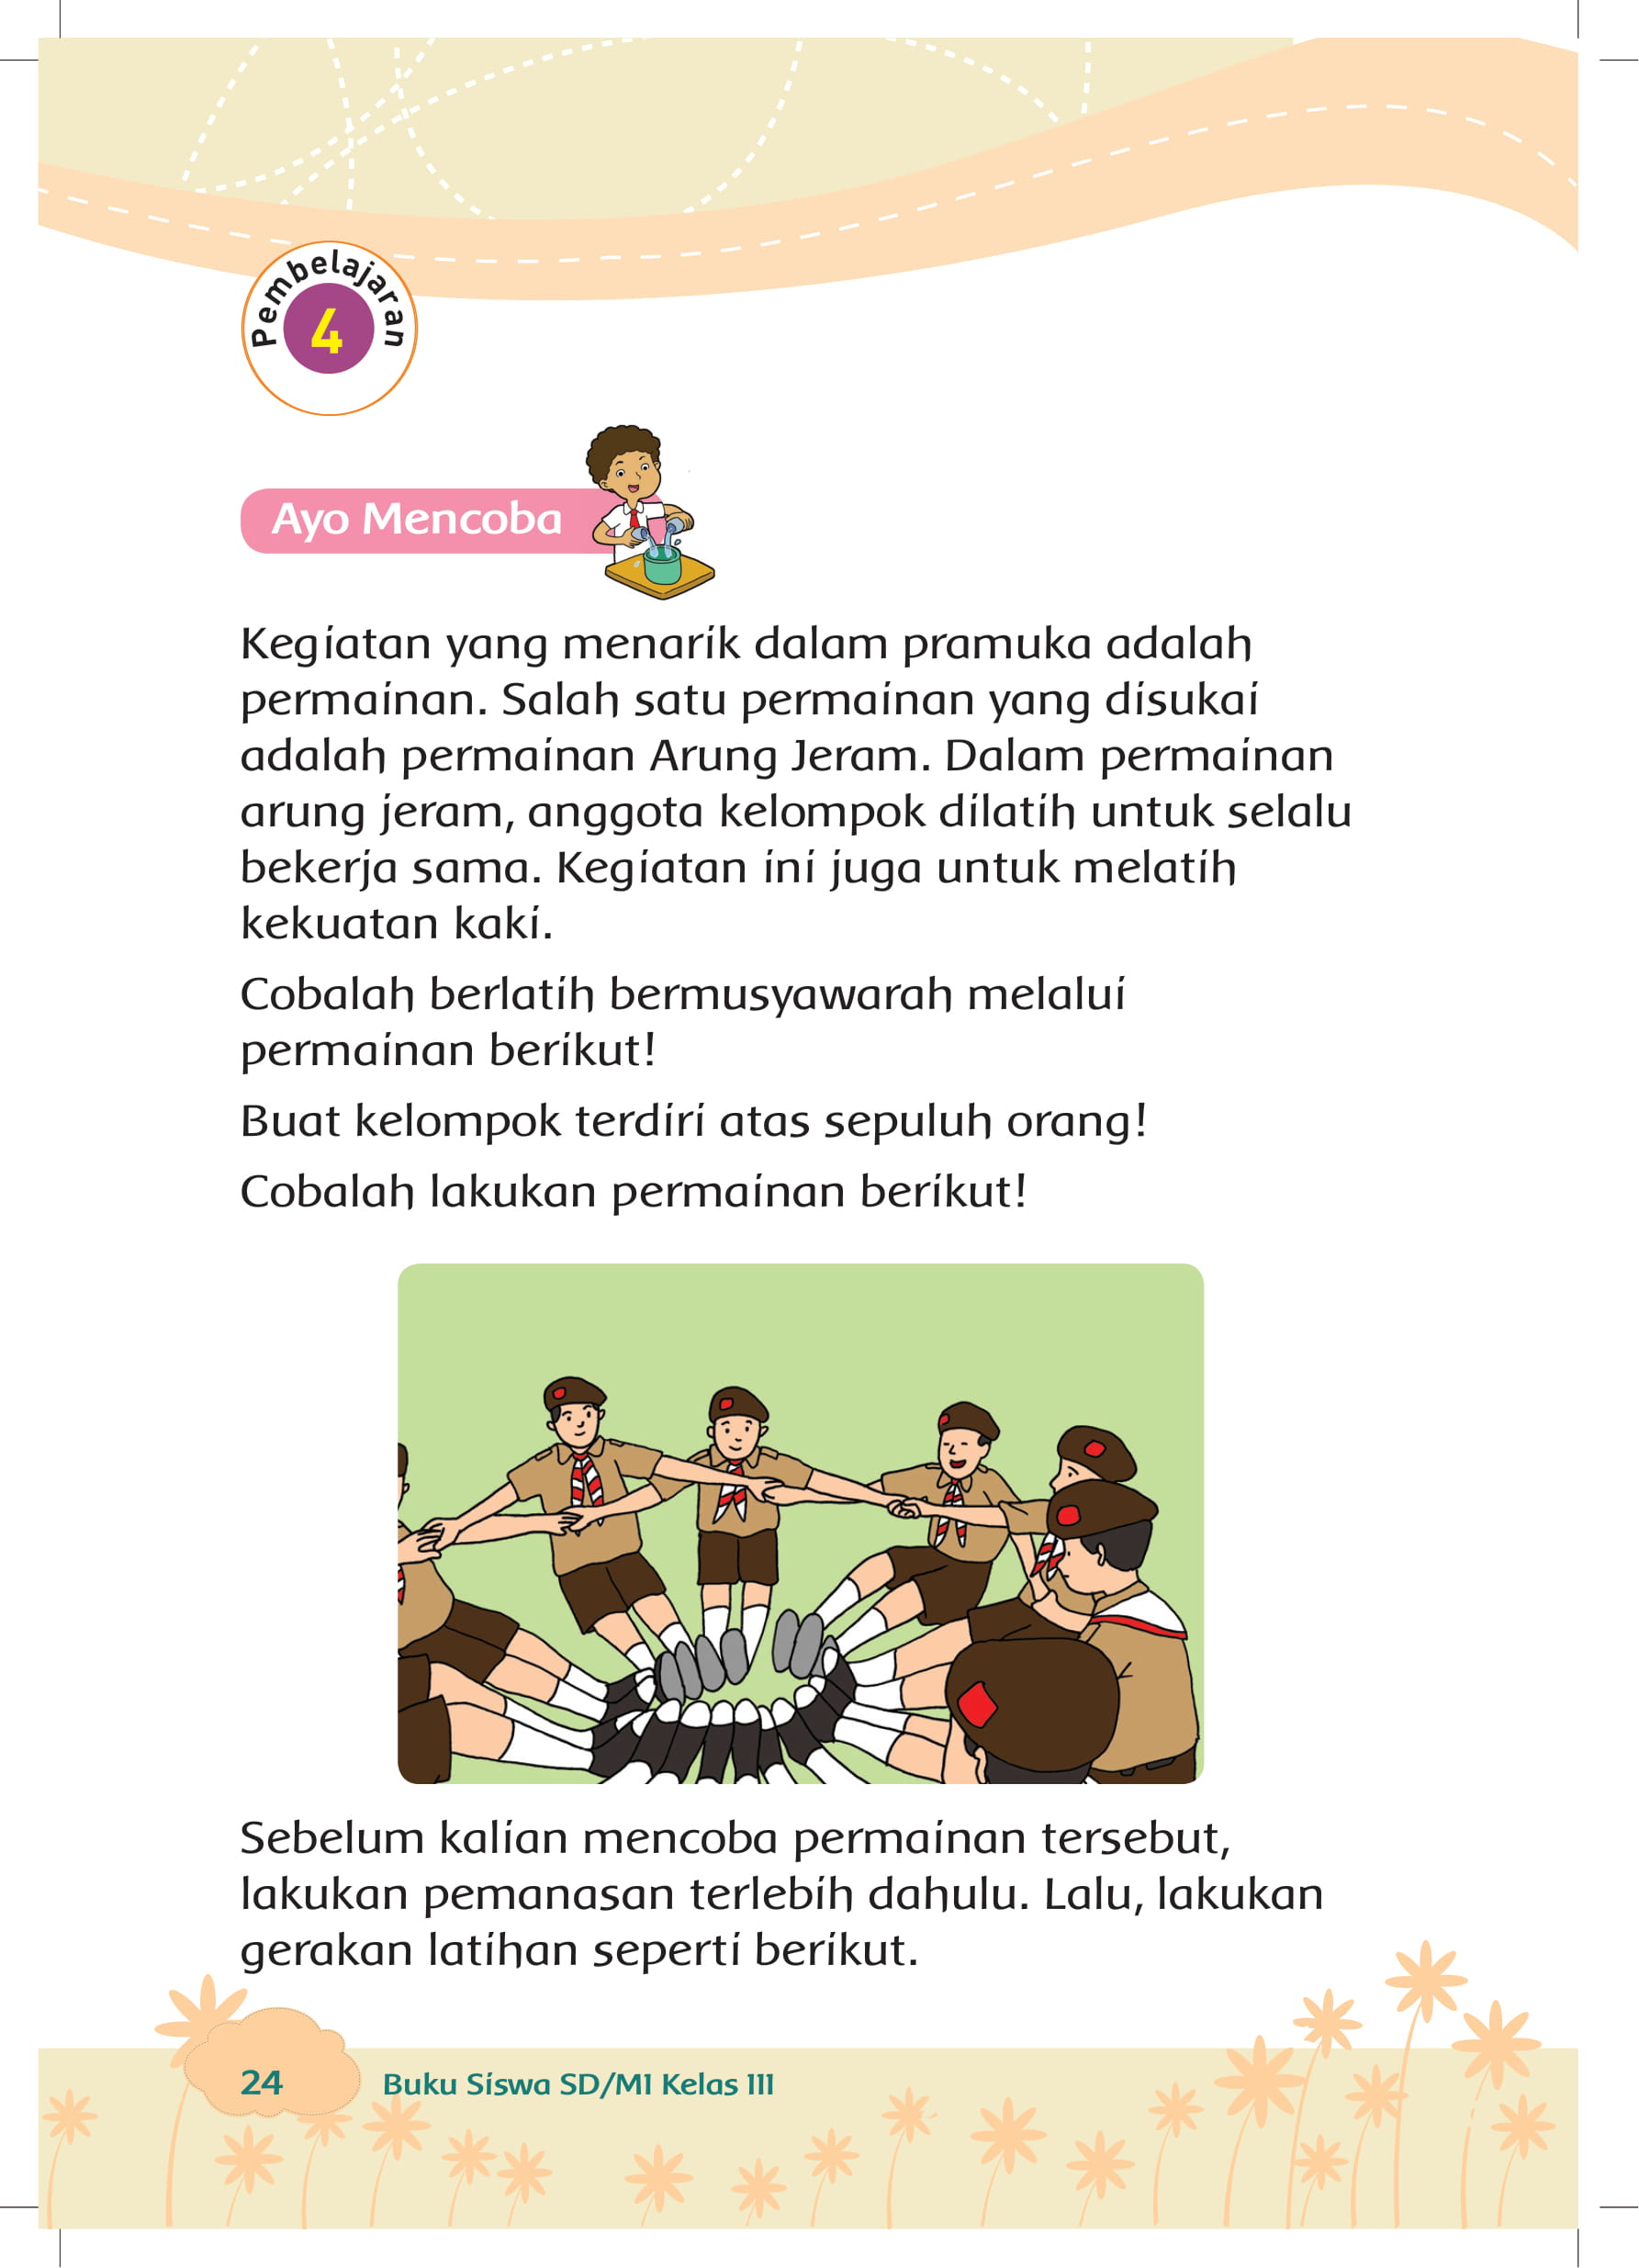 Pembelajaran
4
Ayo Mencoba
Kegiatan yang menarik dalam pramuka adalah
permainan. Salah satu permainan yang disukai
adalah permainan Arung Jeram. Dalam permainan
arung jeram, anggota kelompok dilatih untuk selalu
bekerja sama. Kegiatan ini juga untuk melatih
kekuatan kaki.
Cobalah berlatih bermusyawarah melalui
permainan berikut!
Buat kelompok terdiri atas sepuluh orang!
Cobalah lakukan permainan berikut!
Sebelum kalian mencoba permainan tersebut,
lakukan pemanasan terlebih dahulu. Lalu, lakukan
gerakan latihan seperti berikut.
24 Buku Siswa SD/MI Kelas III